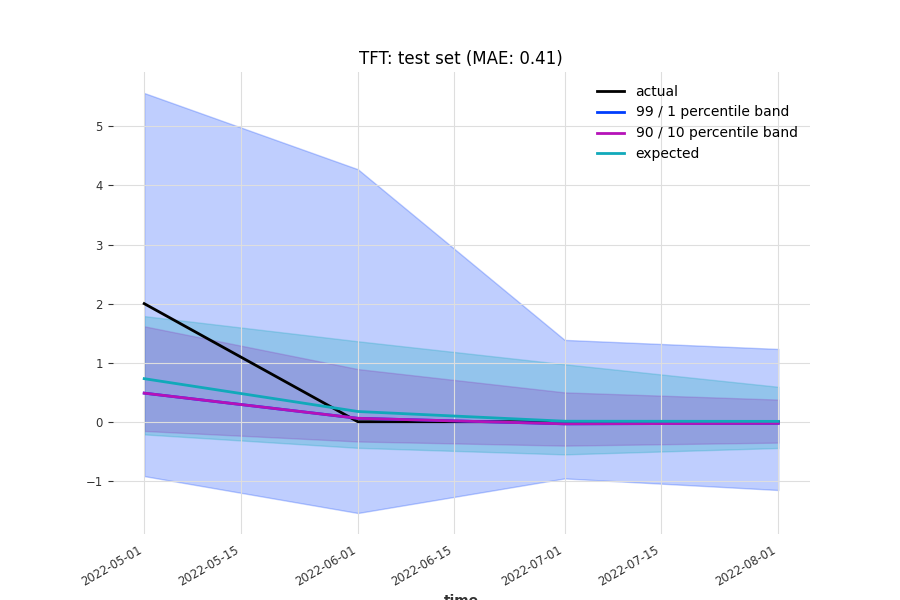 TFT: test set (MAE: 0.41)
actual
99 / 1 percentile band
90 / 10 percentile band
expected
5
4
3
2
1
0
−1
2022-05-01
2022-05-15
2022-06-01
2022-06-15
2022-07-01
2022-07-15
2022-08-01
time